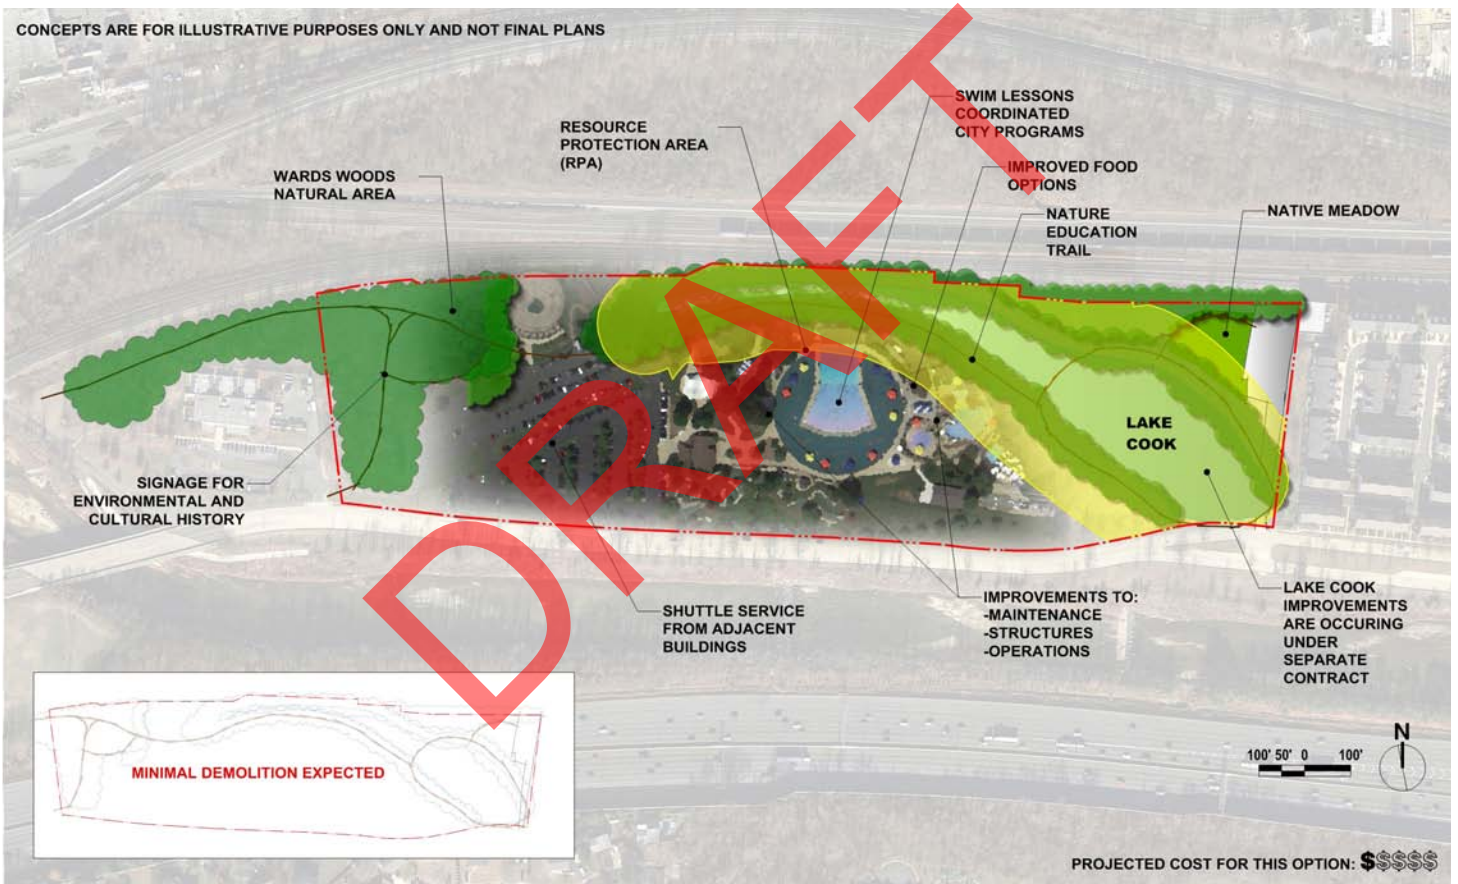 CONCEPTS ARE FOR ILLUSTRATIVE PURPOSES ONLY AND NOT FINAL PLANS
SWIM LESSONS
COORDINATED
CITY PROGRAMS
RESOURCE
PROTECTION AREA
(RPA)
IMPROVED FOOD
OPTIONS
WARDS WOODS
NATURAL AREA
NATURE
EDUCATION
TRAIL
NATIVE MEADOW
DRAFT
LAKE
COOK
SIGNAGE FOR
ENVIRONMENTAL AND
CULTURAL HISTORY
SHUTTLE SERVICE
FROM ADJACENT
BUILDINGS
IMPROVEMENTS TO:
-MAINTENANCE
-STRUCTURES
-OPERATIONS
LAKE COOK
IMPROVEMENTS
ARE OCCURING
UNDER
SEPARATE
CONTRACT
MINIMAL DEMOLITION EXPECTED
N
100' 50' 0 100'
PROJECTED COST FOR THIS OPTION: $$$$$